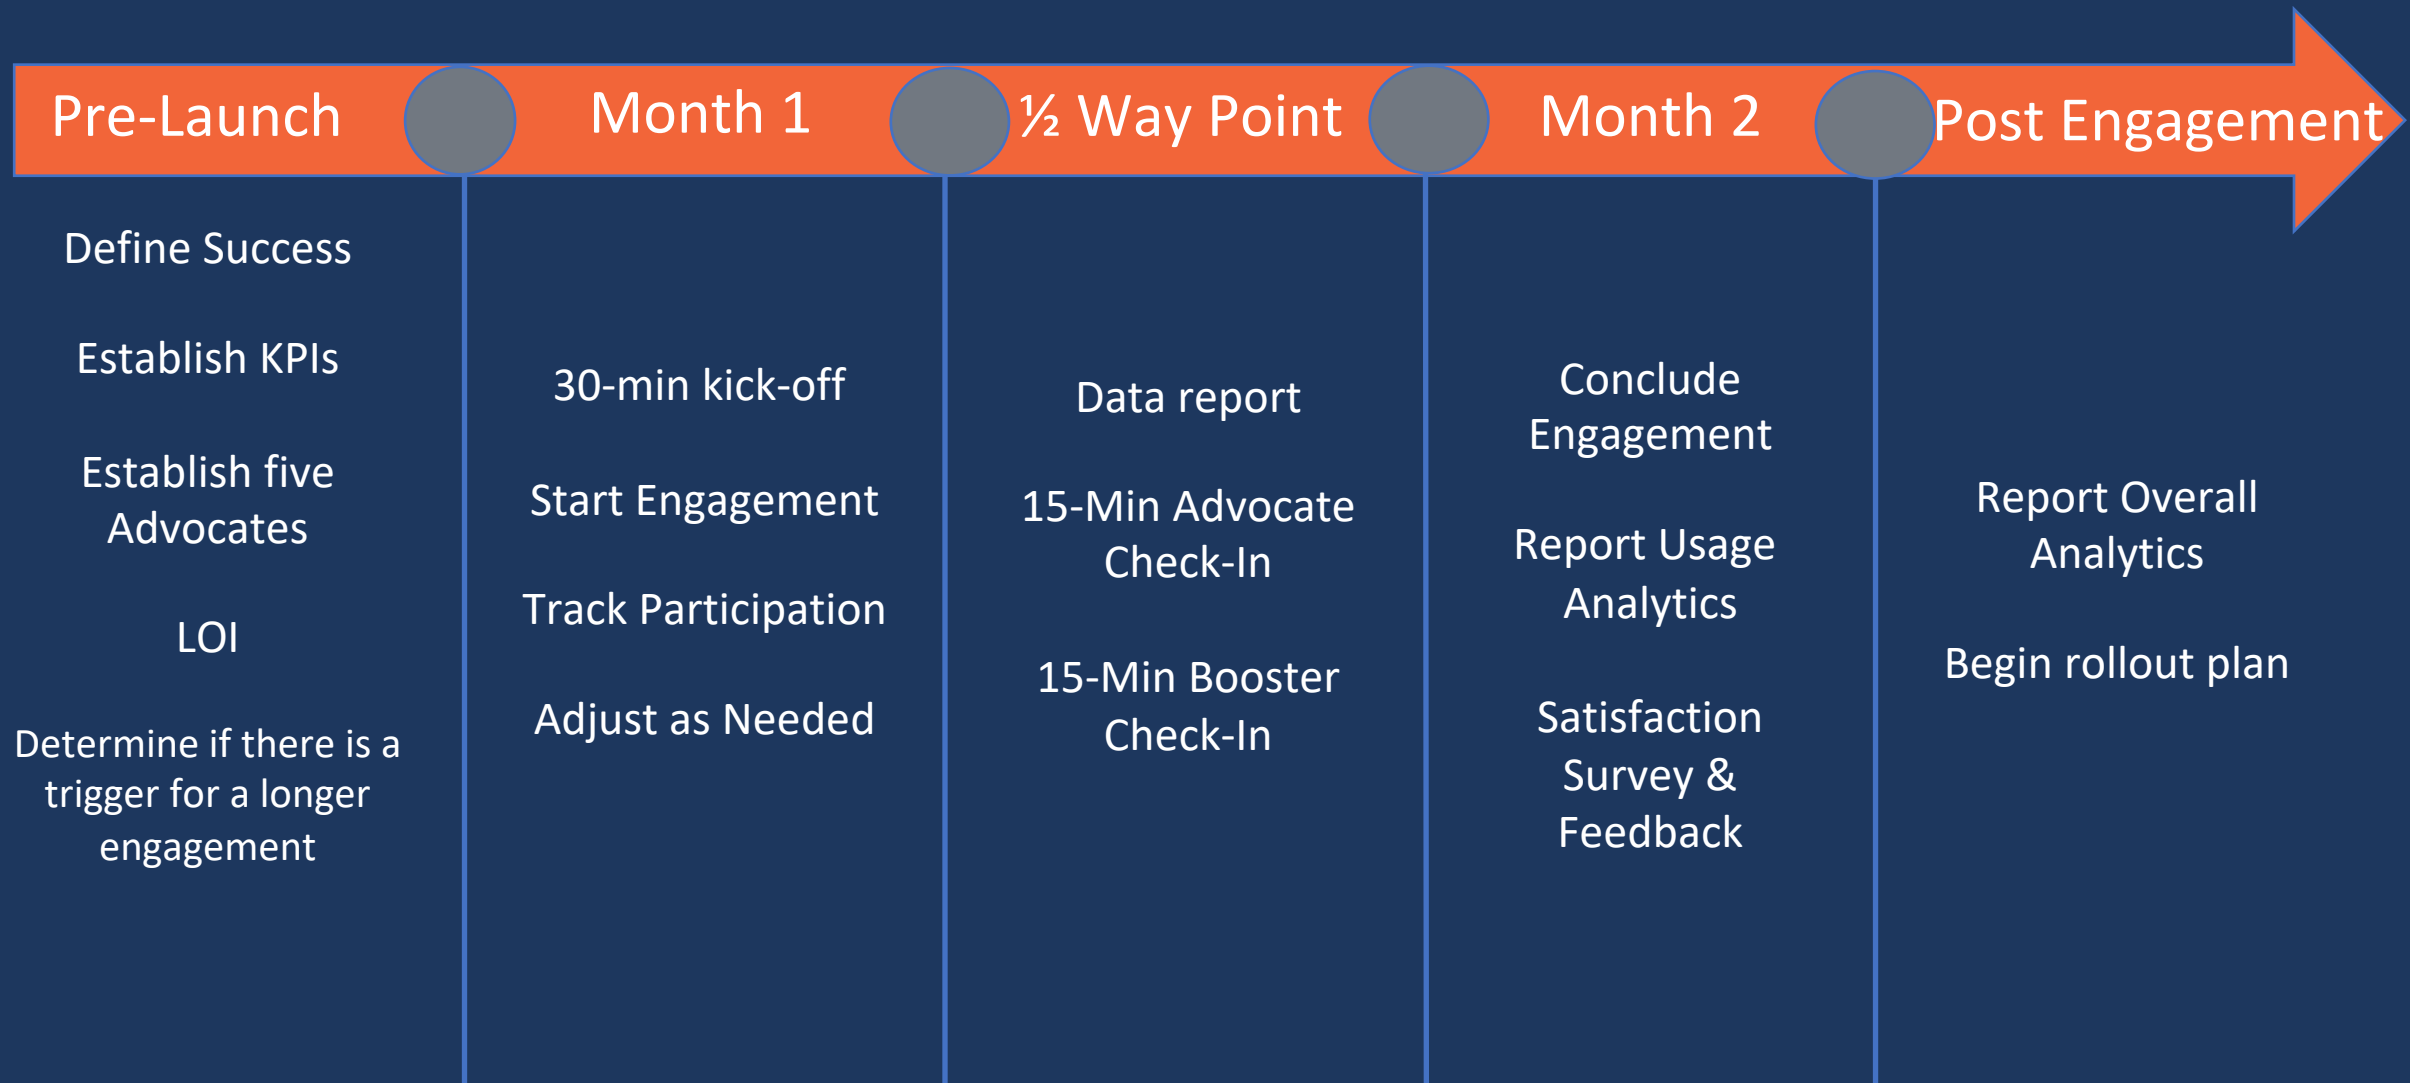 Pre-Launch
Month 1
½ Way Point
Month 2
Post Engagement
Define Success
Establish KPIs
Establish five
Advocates
LOI
Determine if there is a
trigger for a longer
engagement
30-min kick-off
Start Engagement
Track Participation
Adjust as Needed
Data report
15-Min Advocate
Check-In
15-Min Booster
Check-In
Conclude
Engagement
Report Usage
Analytics
Satisfaction
Survey &
Feedback
Report Overall
Analytics
Begin rollout plan